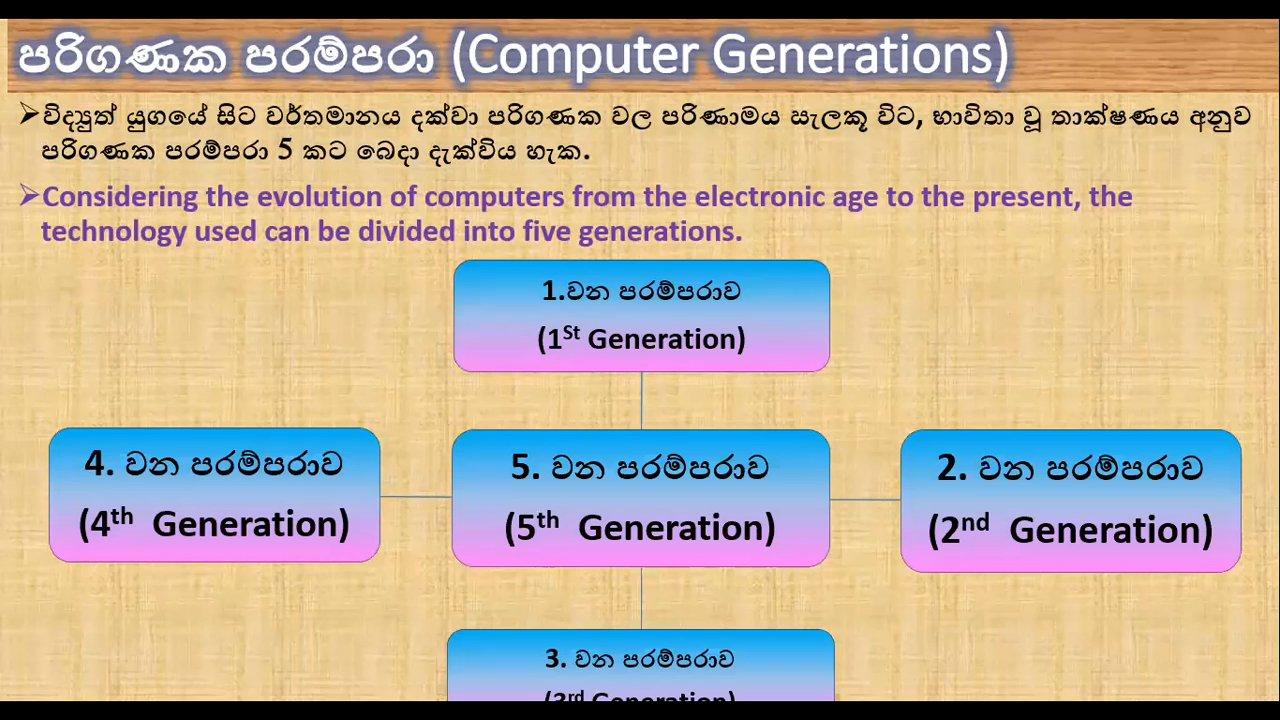 පරිගණක පරම්පරා (Computer Generations)
විද්‍යුත් යුගයේ සිට වර්තමානය දක්වා පරිගණක වල පරිණාමය සැලකූ විට, භාවිතා වූ තාක්ෂණය අනුව
පරිගණක පරම්පරා 5 කට බෙදා දැක්විය හැක.
Considering the evolution of computers from the electronic age to the present, the
technology used can be divided into five generations.
1.වන පරම්පරාව
(1St Generation)
4. වන පරම්පරාව
(4th Generation)
5. වන පරම්පරාව
(5th Generation)
2. වන පරම්පරාව
(2nd Generation)
3. වන පරම්පරාව
(3rd Generation)